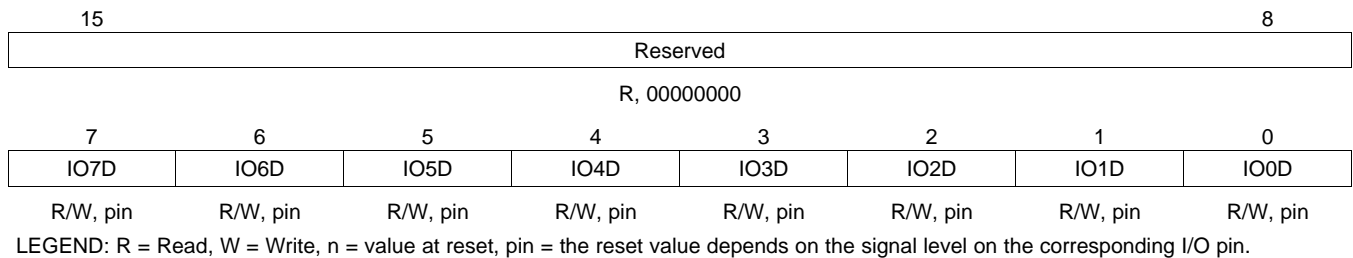 15 8
Reserved
R, 00000000
7 6 5 4 3 2 1 0
IO7D IO6D IO5D IO4D IO3D IO2D IO1D IO0D
R/W, pin R/W, pin R/W, pin R/W, pin R/W, pin R/W, pin R/W, pin R/W, pin
LEGEND: R = Read, W = Write, n = value at reset, pin = the reset value depends on the signal level on the corresponding I/O pin.